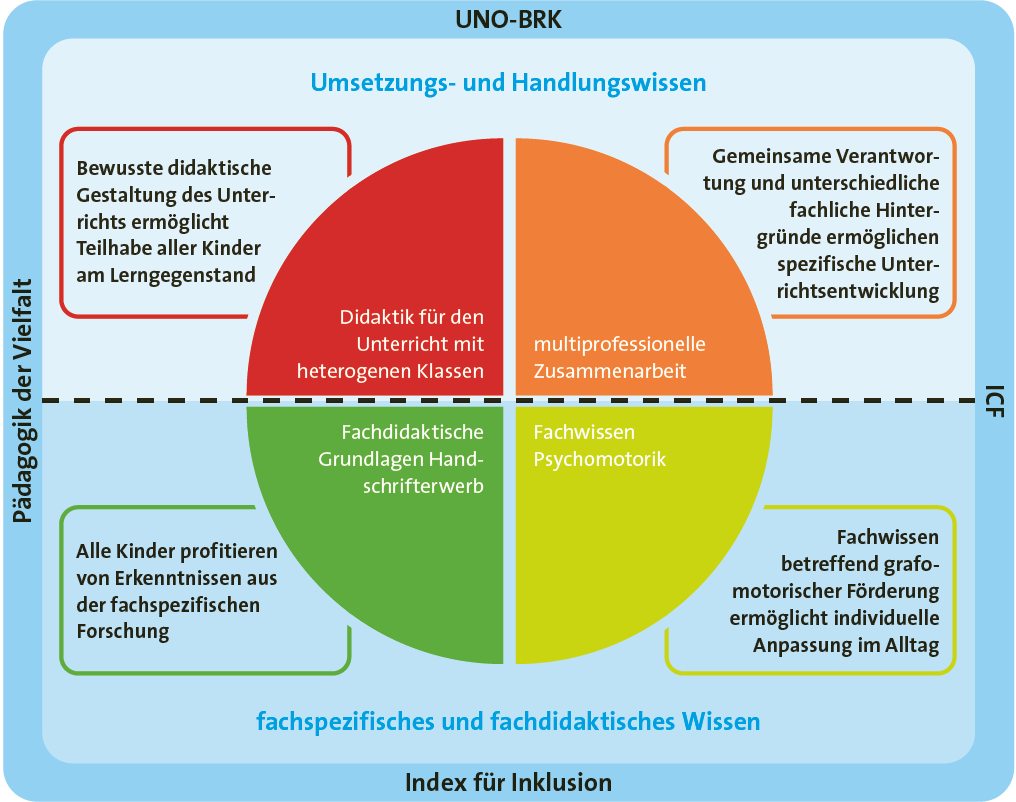 UNO-BRK
Umsetzungs- und Handlungswissen
Bewusste didaktische
Gestaltung des Unter-
richts ermöglicht
Teilhabe aller Kinder
am Lerngegenstand
Gemeinsame Verantwor-
tung und unterschiedliche
fachliche Hinter-
gründe ermöglichen
spezifische Unter-
richtsentwicklung
Didaktik für den
Unterricht mit
heterogenen Klassen
multiprofessionelle
Zusammenarbeit
Pädagogik der Vielfalt
ICF
Fachdidaktische
Grundlagen Hand-
schrifterwerb
Fachwissen
Psychomotorik
Alle Kinder profitieren
von Erkenntnissen aus
der fachspezifischen
Forschung
Fachwissen
betreffend grafo-
motorischer Förderung
ermöglicht individuelle
Anpassung im Alltag
fachspezifisches und fachdidaktisches Wissen
Index für Inklusion